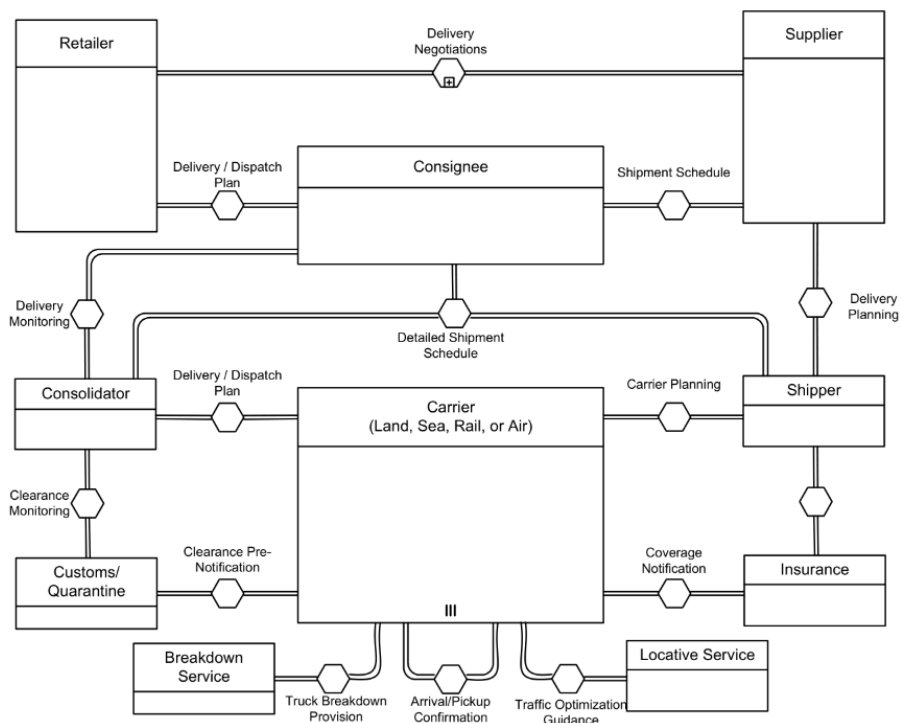 Retailer
Delivery
Negotiations
Supplier
Delivery / Dispatch
Plan
Consignee
Shipment Schedule
Delivery
Monitoring
Detailed Shipment
Schedule
Delivery
Planning
Consolidator
Delivery / Dispatch
Plan
Carrier
(Land, Sea, Rail, or Air)
Carrier Planning
Shipper
Clearance
Monitoring
Customs/
Quarantine
Clearance Pre-
Notification
Coverage
Notification
Insurance
Breakdown
Service
Truck Breakdown
Provision
Arrival/Pickup
Confirmation
Traffic Optimization
Guidance
Locative Service